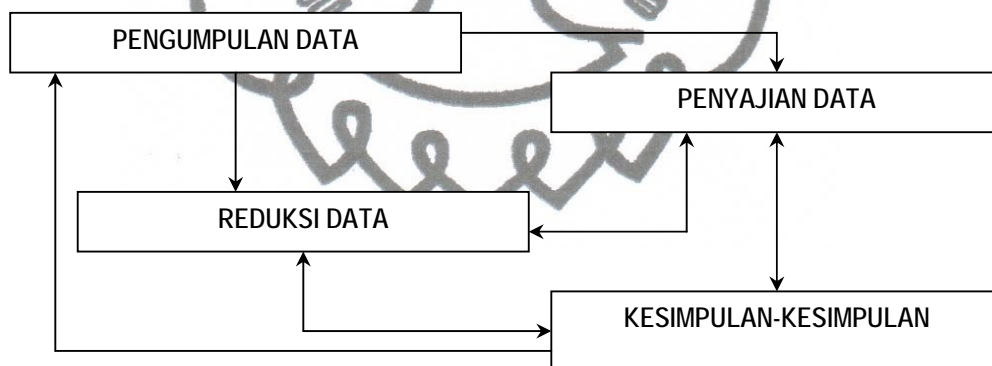 PENGUMPULAN DATA
PENYAJIAN DATA
REDUKSI DATA
KESIMPULAN-KESIMPULAN